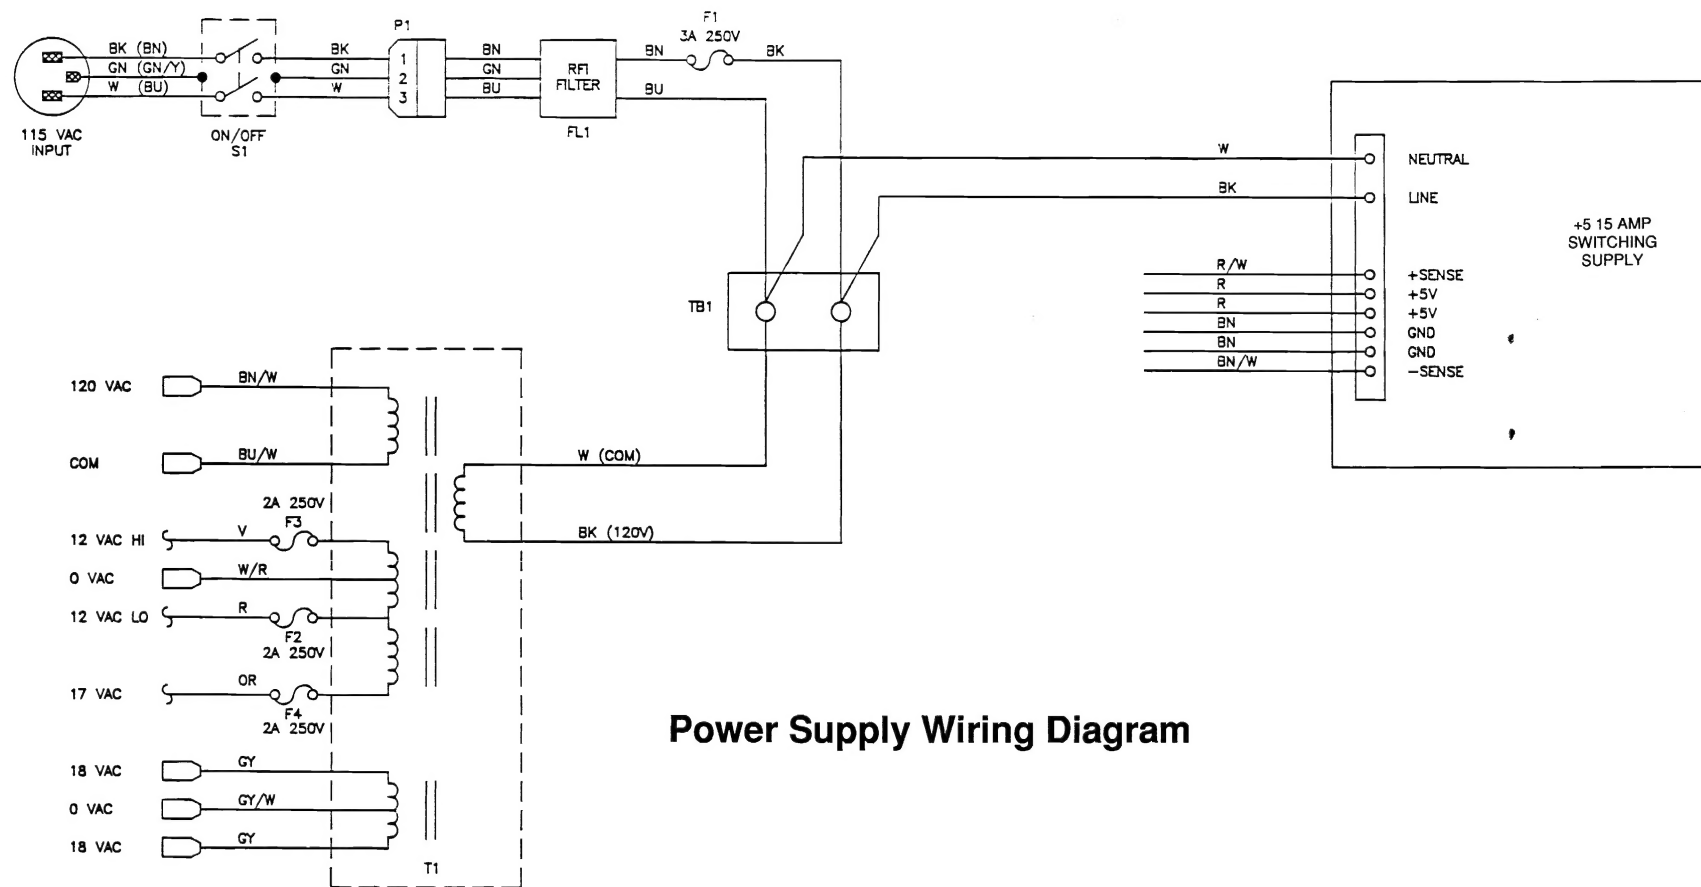 F1
P1
3A 250V
BK (BN)
BK
BN
BN
BK
GN (GN/Y)
GN
GN
1
2
3
RFI
FILTER
W (BU)
W
BU
BU
115 VAC
INPUT
ON/OFF
S1
FL1
W
NEUTRAL
BK
LINE
+5 15 AMP
SWITCHING
SUPPLY
R/W
+SENSE
R
+5V
R
+5V
BN
GND
BN
GND
BN/W
-SENSE
TB1
120 VAC
BN/W
COM
BU/W
W (COM)
2A 250V
F3
12 VAC HI
V
BK (120V)
0 VAC
W/R
12 VAC LO
R
F2
2A 250V
17 VAC
OR
F4
2A 250V
Power Supply Wiring Diagram
18 VAC
GY
0 VAC
GY/W
18 VAC
GY
T1